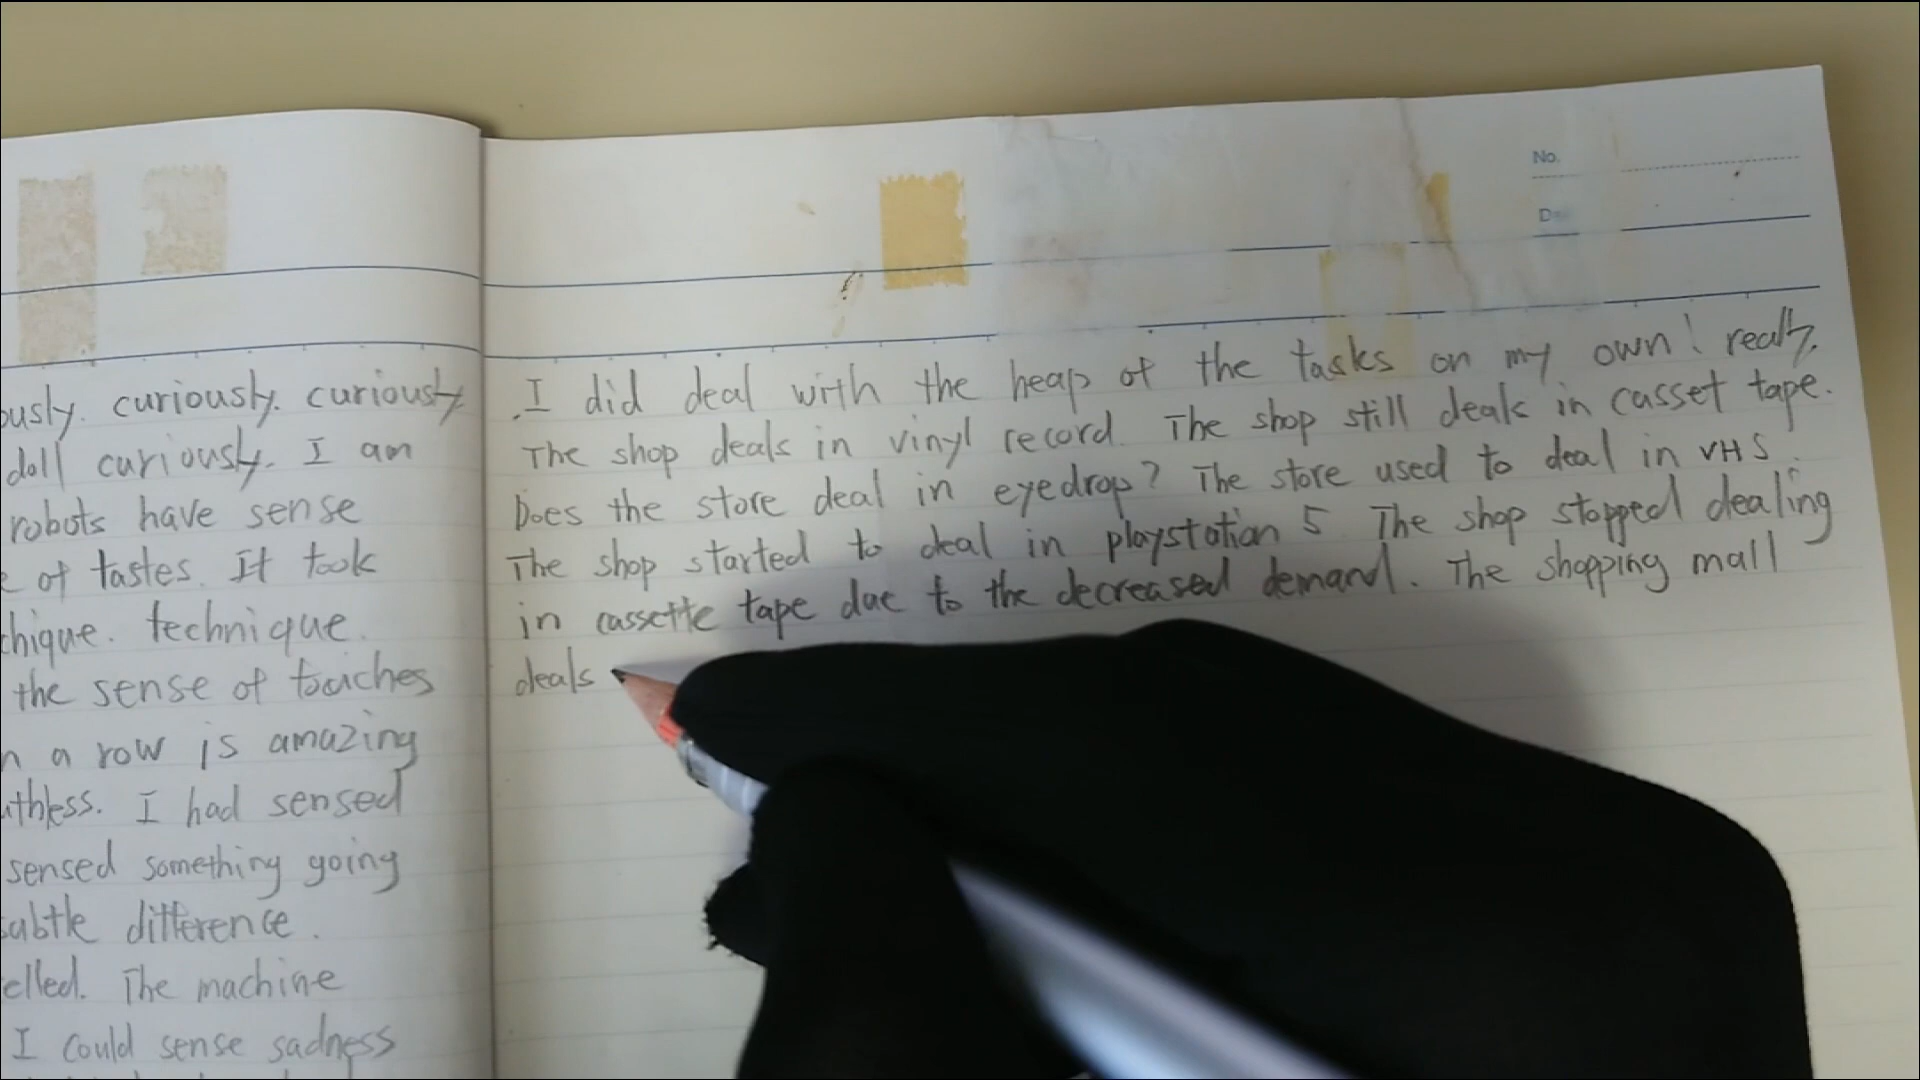 ously. curiously. curiously
doll curiously. I am
robots have sense
e of tastes. It took
chique. technique.
the sense of touches
n a row is amazing
athless. I had sensed
sensed something going
subtle difference.
elled. The machine
I could sense sadness
No.
I did deal with the heap of the tasks on my own! really.
The shop deals in vinyl record. The shop still deals in casset tape.
Does the store deal in eyedrop? The store used to deal in VHS.
The shop started to deal in playstation 5. The shop stopped dealing
in cassette tape due to the decreased demand. The shopping mall
deals